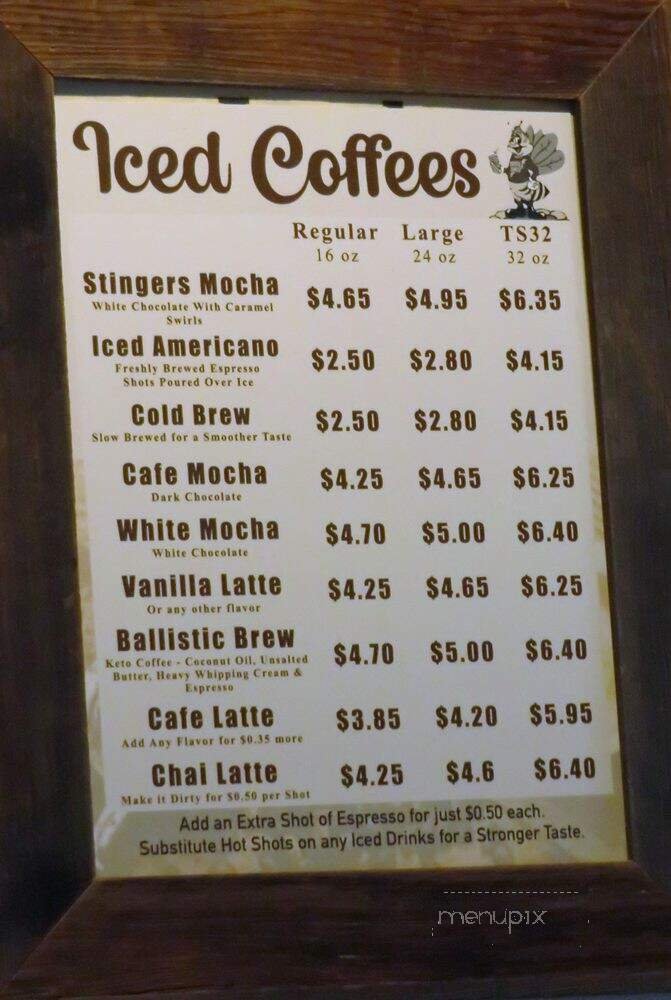 Iced Coffees
Regular Large TS32
16 oz 24 oz 32 oz
Stingers Mocha $4.65 $4.95 $6.35
White Chocolate With Caramel
Swirls
Iced Americano $2.50 $2.80 $4.15
Freshly Brewed Espresso
Shots Poured Over Ice
Cold Brew $2.50 $2.80 $4.15
Slow Brewed for a Smoother Taste
Cafe Mocha $4.25 $4.65 $6.25
Dark Chocolate
White Mocha $4.70 $5.00 $6.40
White Chocolate
Vanilla Latte $4.25 $4.65 $6.25
Or any other flavor
Ballistic Brew $4.70 $5.00 $6.40
Keto Coffee - Coconut Oil, Unsalted
Butter, Heavy Whipping Cream &
Espresso
Cafe Latte $3.85 $4.20 $5.95
Add Any Flavor for $0.35 more
Chai Latte $4.25 $4.6 $6.40
Make it Dirty for $0.50 per Shot
Add an Extra Shot of Espresso for just $0.50 each.
Substitute Hot Shots on any Iced Drinks for a Stronger Taste.
menupix